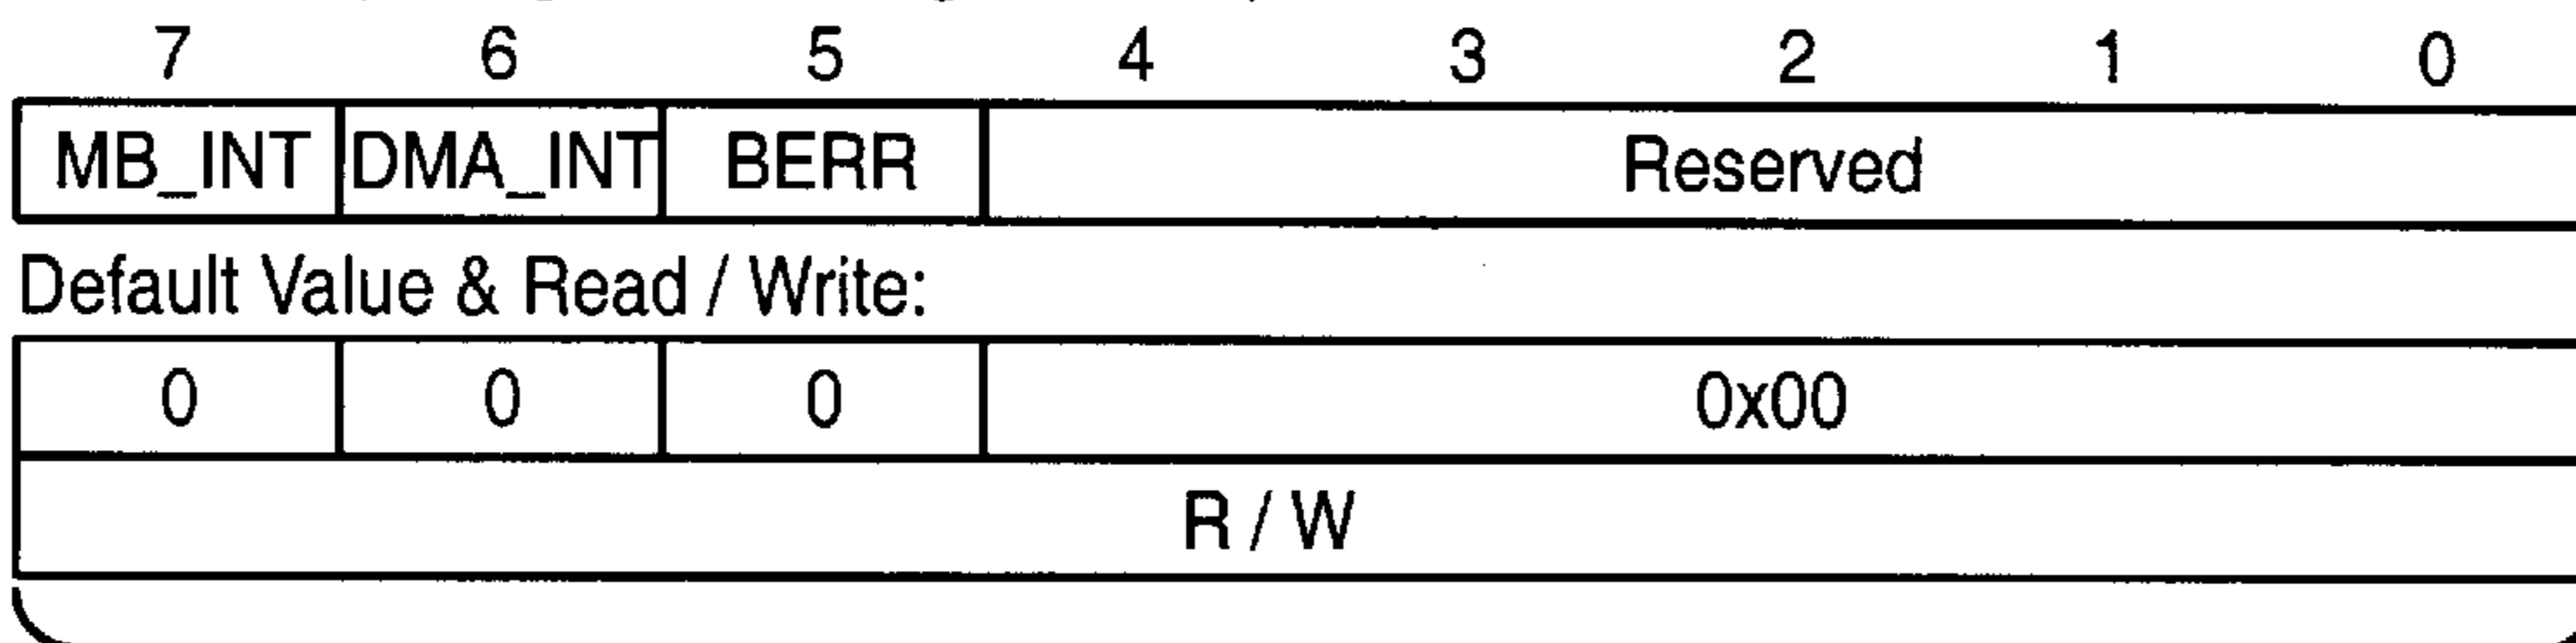 7 6 5 4 3 2 1 0
MB_INT DMA_INT BERR Reserved
Default Value & Read / Write:
0 0 0 0x00
R / W